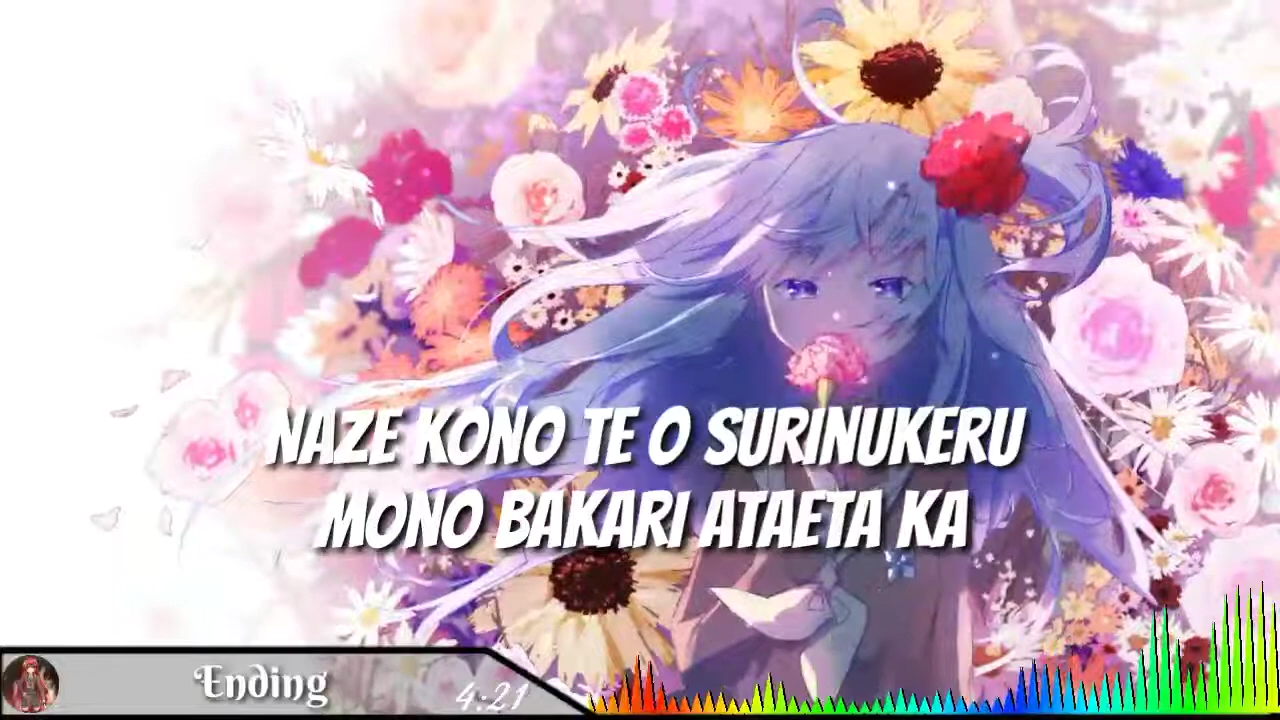 NAZE KONO TE O SURINUKERU
MONO BAKARI ATAETA KA
Ending
4:21